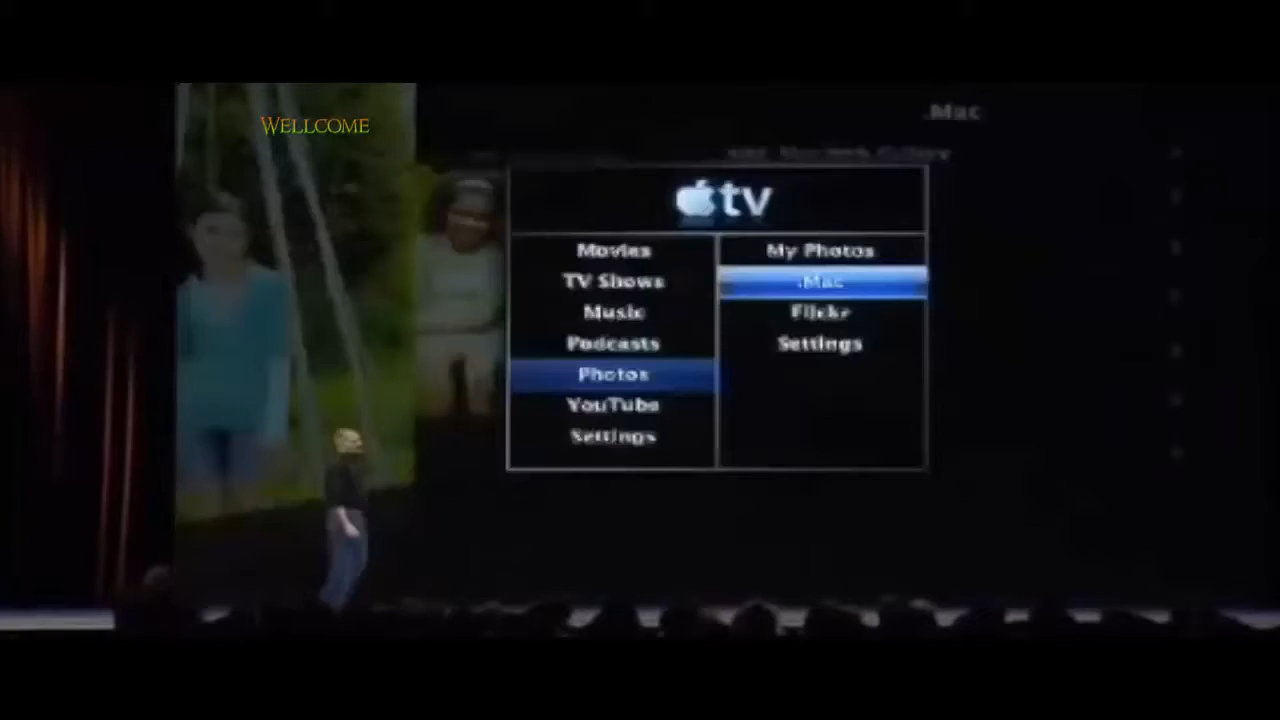 WELLCOME
.Mac
tv
Movies
My Photos
TV Shows
.Mac
Music
Flickr
Podcasts
Settings
Photos
YouTube
Settings